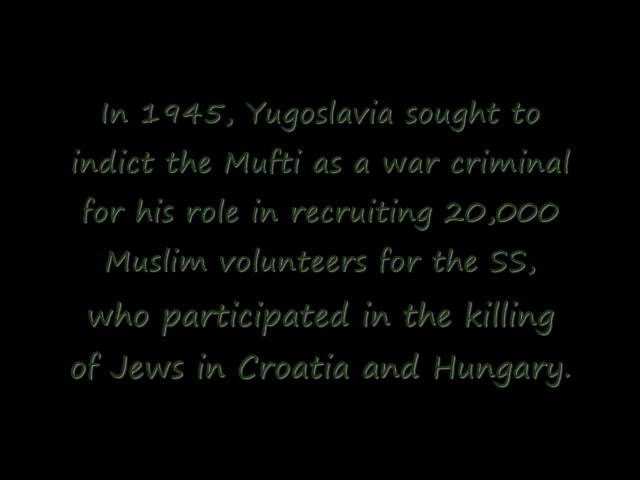 In 1945, Yugoslavia sought to
indict the Mufti as a war criminal
for his role in recruiting 20,000
Muslim volunteers for the SS,
who participated in the killing
of Jews in Croatia and Hungary.